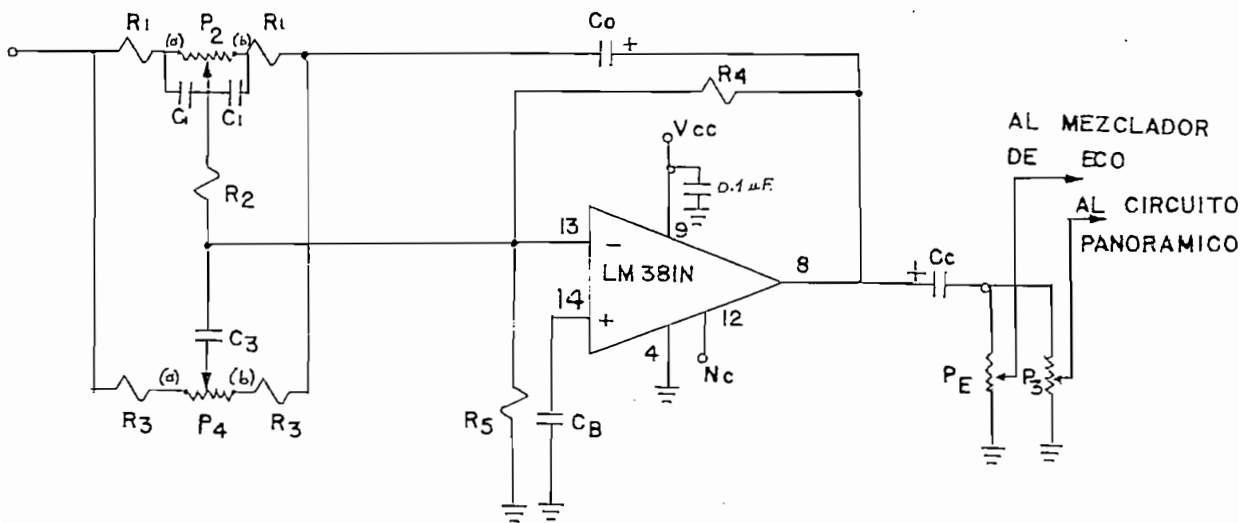 R1
(a)
P2
(b)
R1
Co
+
R4
C1
C1
Vcc
0.1 µF.
R2
AL MEZCLADOR
DE ECO
AL CIRCUITO
PANORAMICO
13
−
9
LM 381N
8
+
Cc
14
+
12
4
Nc
C3
(a)
(b)
R3
P4
R3
R5
CB
PE
P3